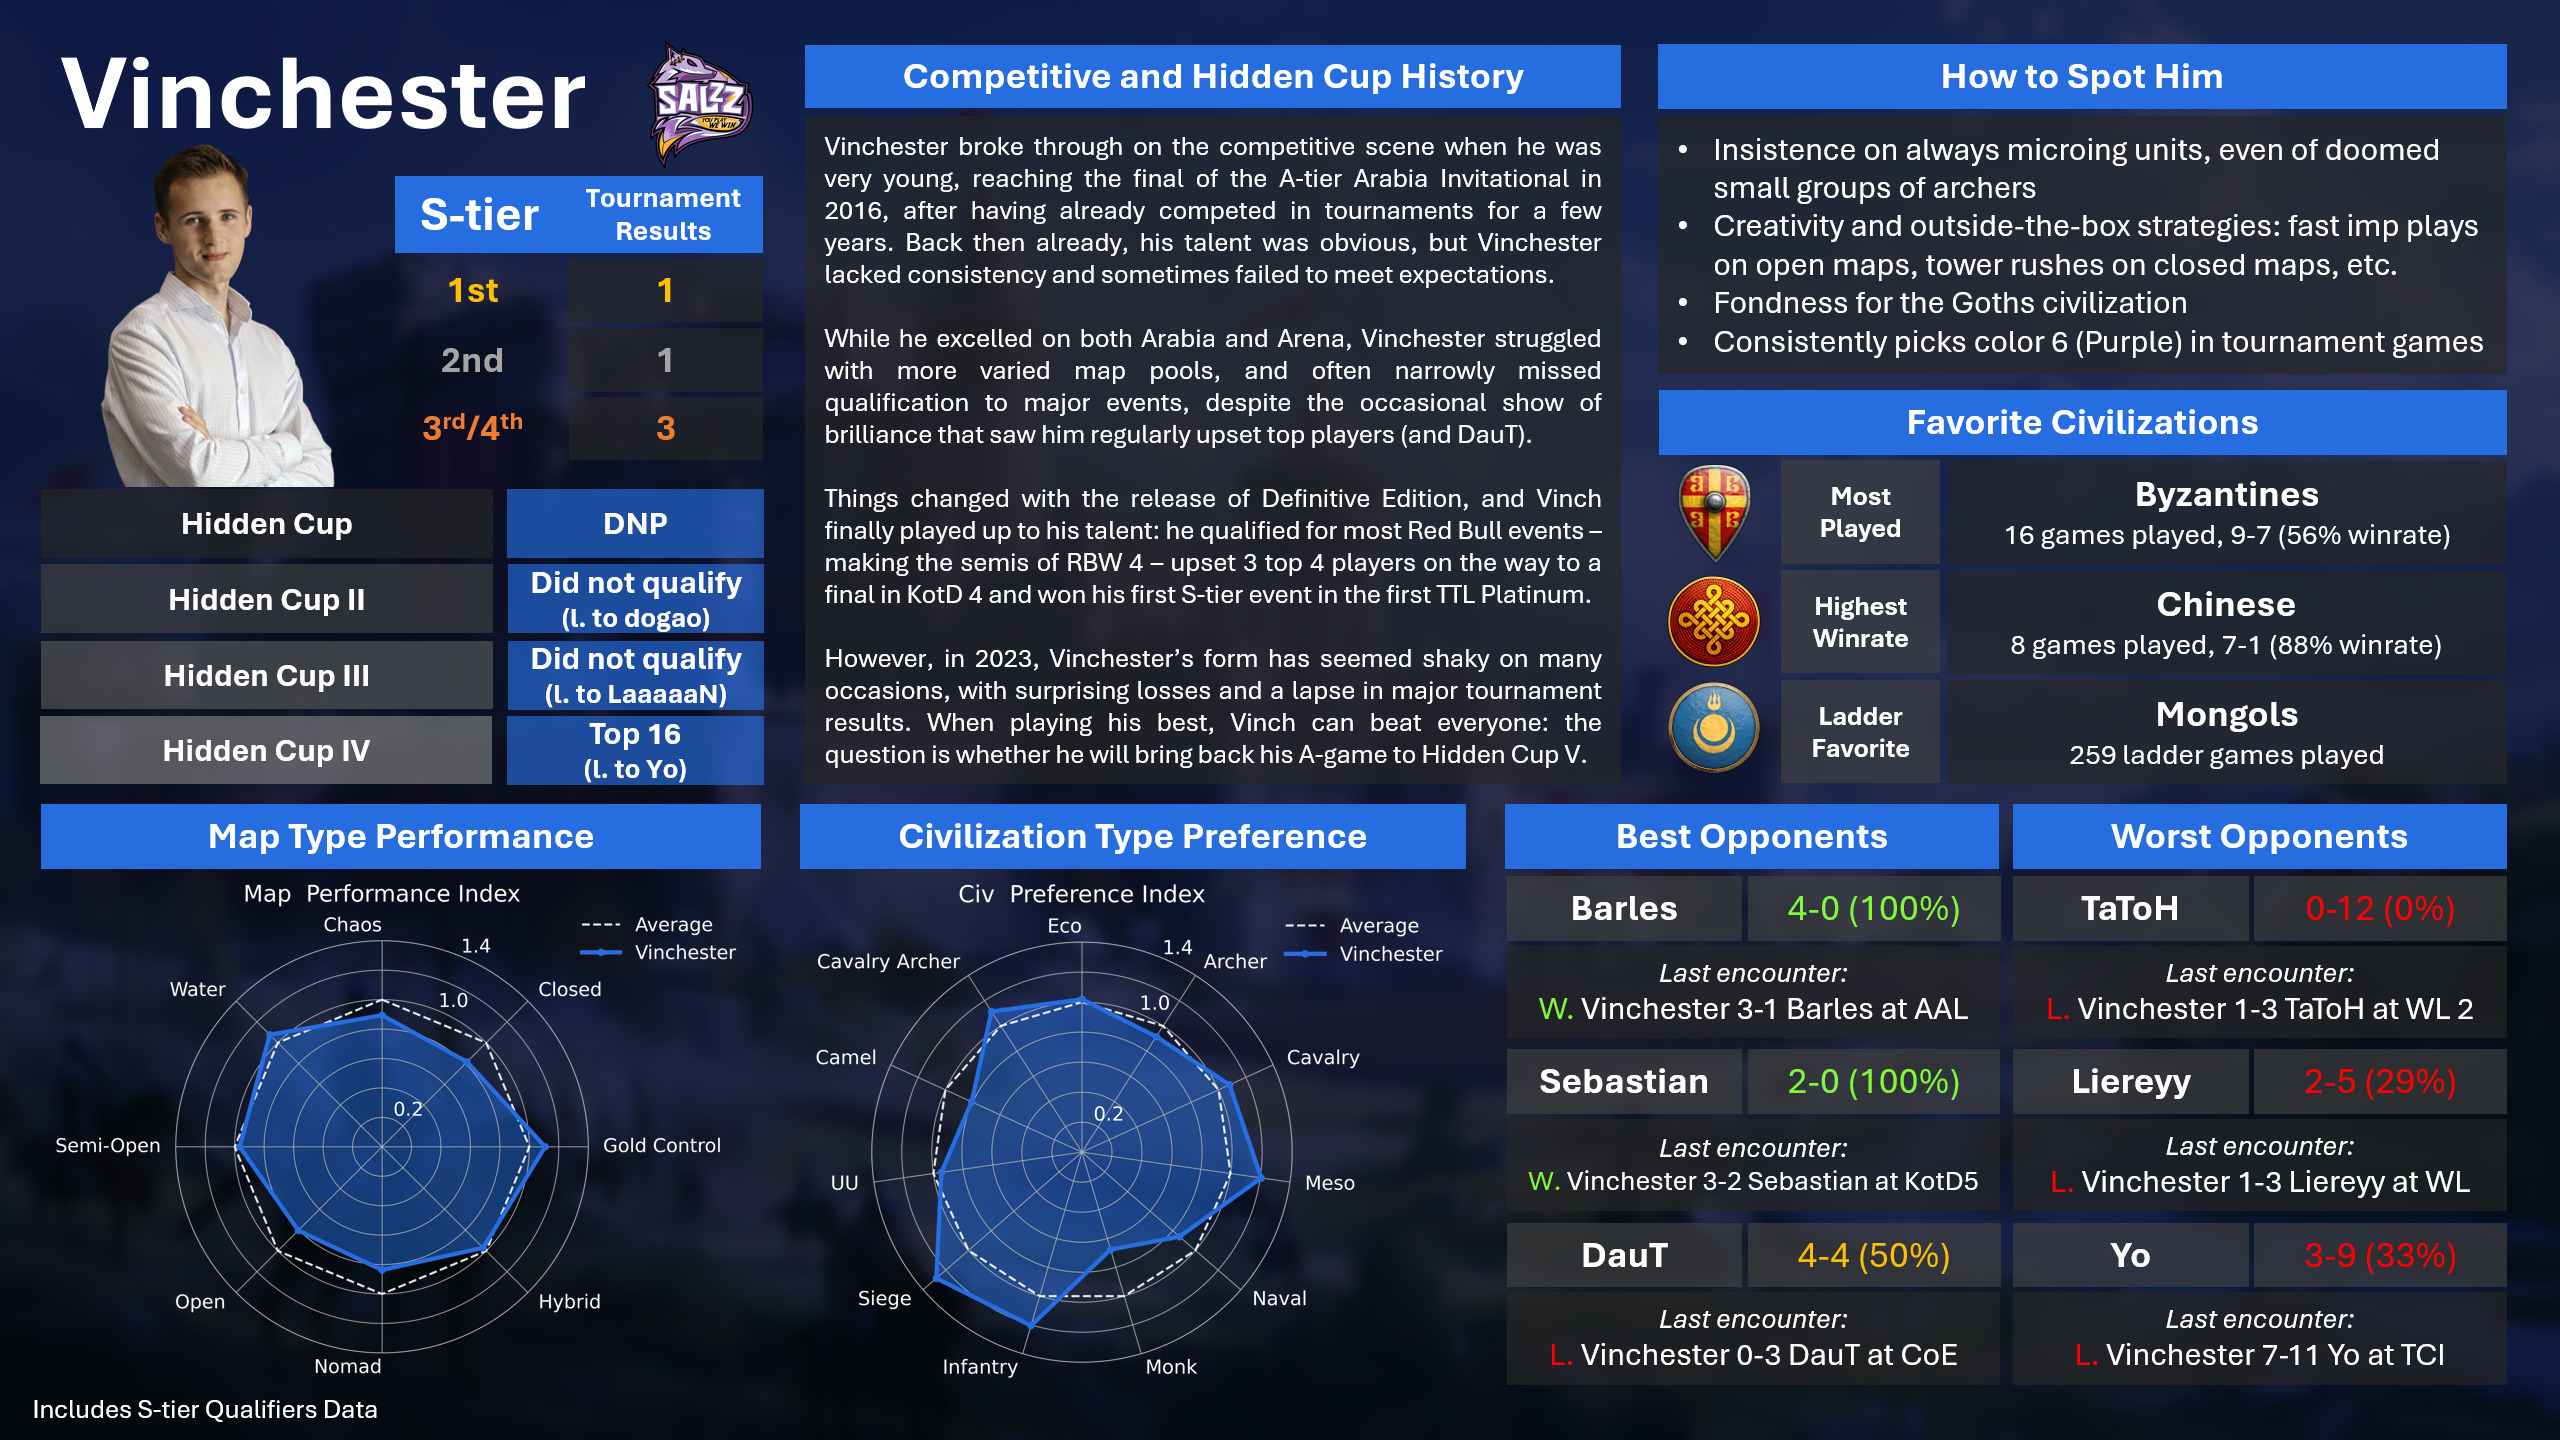 Vinchester
SALZZ
YOU PLAY
WE WIN
S-tier
Tournament
Results
1st
1
2nd
1
3rd/4th
3
Hidden Cup
DNP
Hidden Cup II
Did not qualify
(l. to dogao)
Hidden Cup III
Did not qualify
(l. to LaaaaaN)
Hidden Cup IV
Top 16
(l. to Yo)
Competitive and Hidden Cup History
Vinchester broke through on the competitive scene when he was
very young, reaching the final of the A-tier Arabia Invitational in
2016, after having already competed in tournaments for a few
years. Back then already, his talent was obvious, but Vinchester
lacked consistency and sometimes failed to meet expectations.
While he excelled on both Arabia and Arena, Vinchester struggled
with more varied map pools, and often narrowly missed
qualification to major events, despite the occasional show of
brilliance that saw him regularly upset top players (and DauT).
Things changed with the release of Definitive Edition, and Vinch
finally played up to his talent: he qualified for most Red Bull events –
making the semis of RBW 4 – upset 3 top 4 players on the way to a
final in KotD 4 and won his first S-tier event in the first TTL Platinum.
However, in 2023, Vinchester’s form has seemed shaky on many
occasions, with surprising losses and a lapse in major tournament
results. When playing his best, Vinch can beat everyone: the
question is whether he will bring back his A-game to Hidden Cup V.
How to Spot Him
• Insistence on always microing units, even of doomed
small groups of archers
• Creativity and outside-the-box strategies: fast imp plays
on open maps, tower rushes on closed maps, etc.
• Fondness for the Goths civilization
• Consistently picks color 6 (Purple) in tournament games
Favorite Civilizations
Most
Played
Byzantines
16 games played, 9-7 (56% winrate)
Highest
Winrate
Chinese
8 games played, 7-1 (88% winrate)
Ladder
Favorite
Mongols
259 ladder games played
Map Type Performance
Map Performance Index
Average
Vinchester
Chaos
1.4
Water
Closed
1.0
0.2
Semi-Open
Gold Control
Open
Hybrid
Nomad
Civilization Type Preference
Civ Preference Index
Average
Vinchester
Eco
1.4
Cavalry Archer
Archer
1.0
Camel
Cavalry
0.2
UU
Meso
Siege
Naval
Infantry
Monk
Best Opponents
Barles
4-0 (100%)
Last encounter:
W. Vinchester 3-1 Barles at AAL
Sebastian
2-0 (100%)
Last encounter:
W. Vinchester 3-2 Sebastian at KotD5
DauT
4-4 (50%)
Last encounter:
L. Vinchester 0-3 DauT at CoE
Worst Opponents
TaToH
0-12 (0%)
Last encounter:
L. Vinchester 1-3 TaToH at WL 2
Liereyy
2-5 (29%)
Last encounter:
L. Vinchester 1-3 Liereyy at WL
Yo
3-9 (33%)
Last encounter:
L. Vinchester 7-11 Yo at TCI
Includes S-tier Qualifiers Data